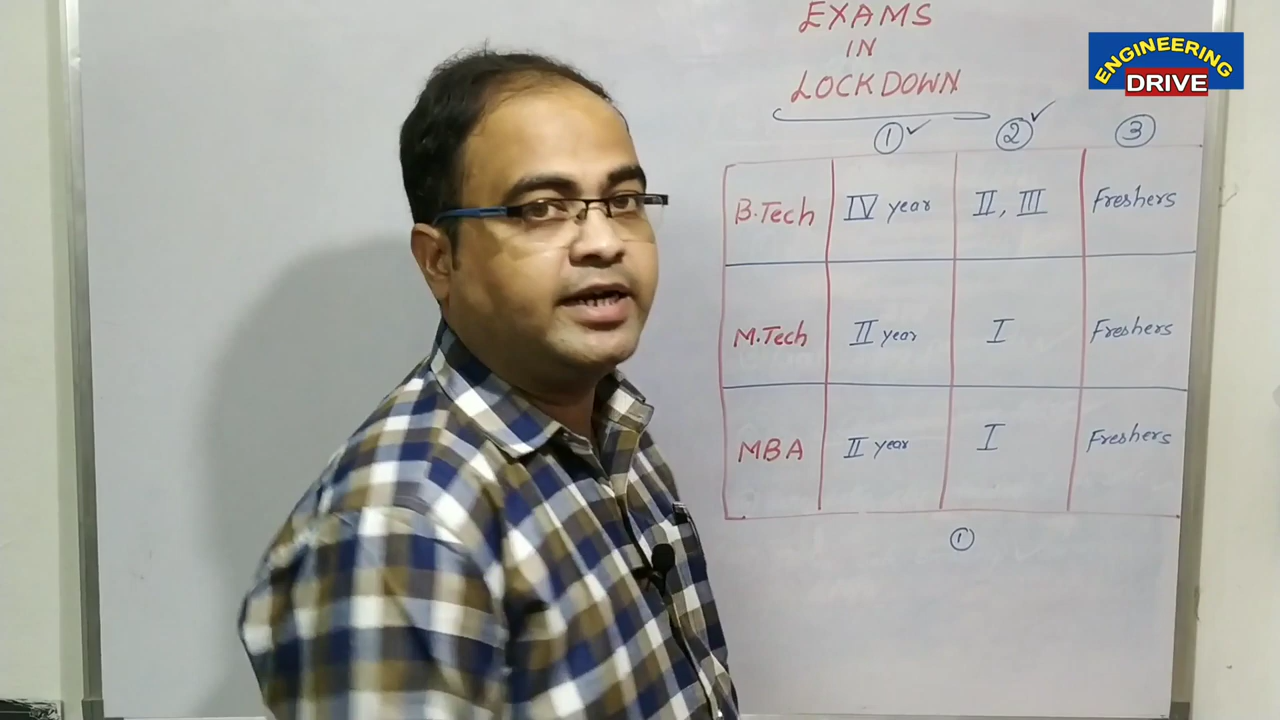 EXAMS
IN
LOCKDOWN
ENGINEERING
DRIVE
① ✓ ② ✓ ③
B.Tech IV year II, III Freshers
M.Tech II year I Freshers
MBA II year I Freshers
①